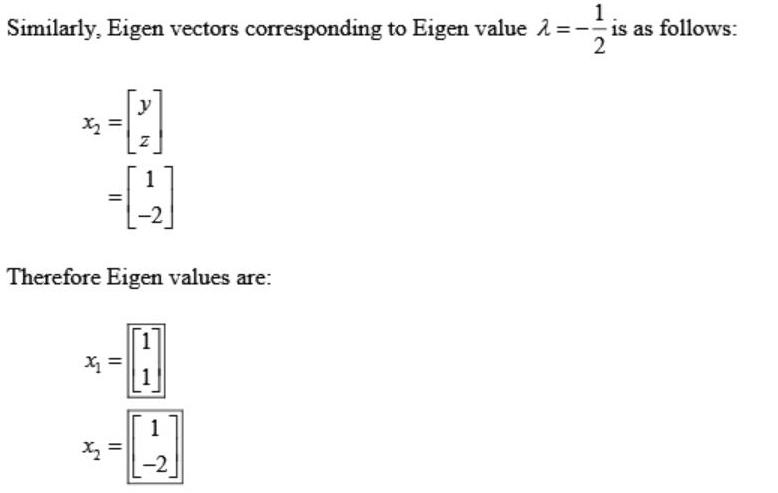 Similarly, Eigen vectors corresponding to Eigen value λ = −1/2 is as follows:
x₂ = [y
z]
= [1
−2]
Therefore Eigen values are:
x₁ = [1
1]
x₂ = [1
−2]